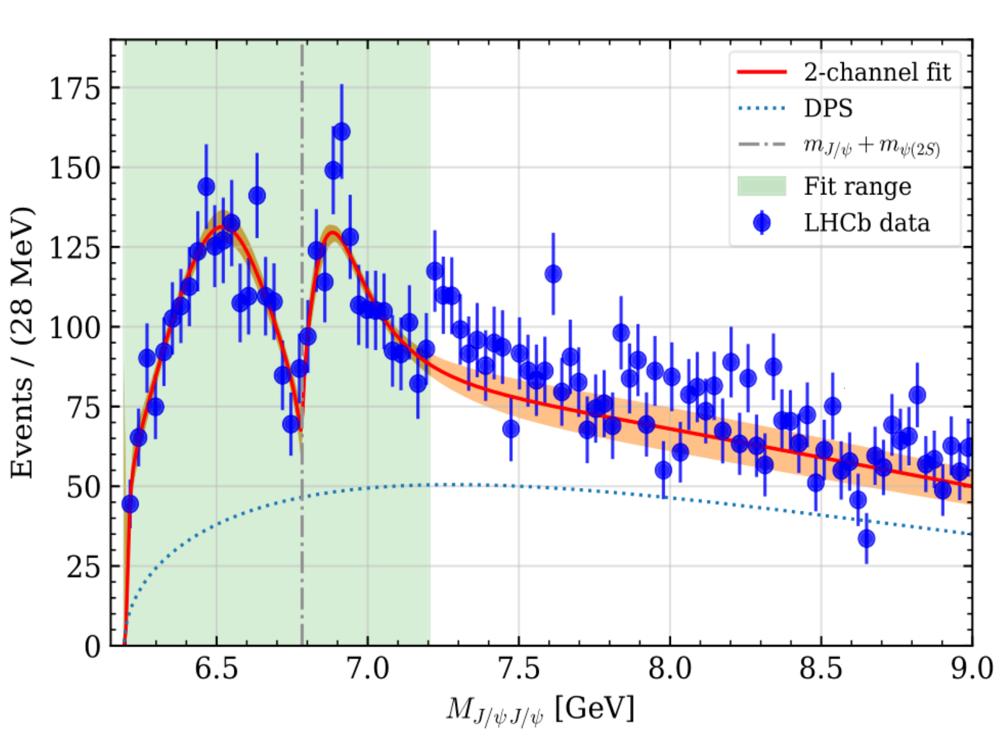 Events / (28 MeV)
175
150
125
100
75
50
25
0
2-channel fit
DPS
m_{J/ψ} + m_{ψ(2S)}
Fit range
LHCb data
6.5 7.0 7.5 8.0 8.5 9.0
M_{J/ψ J/ψ} [GeV]